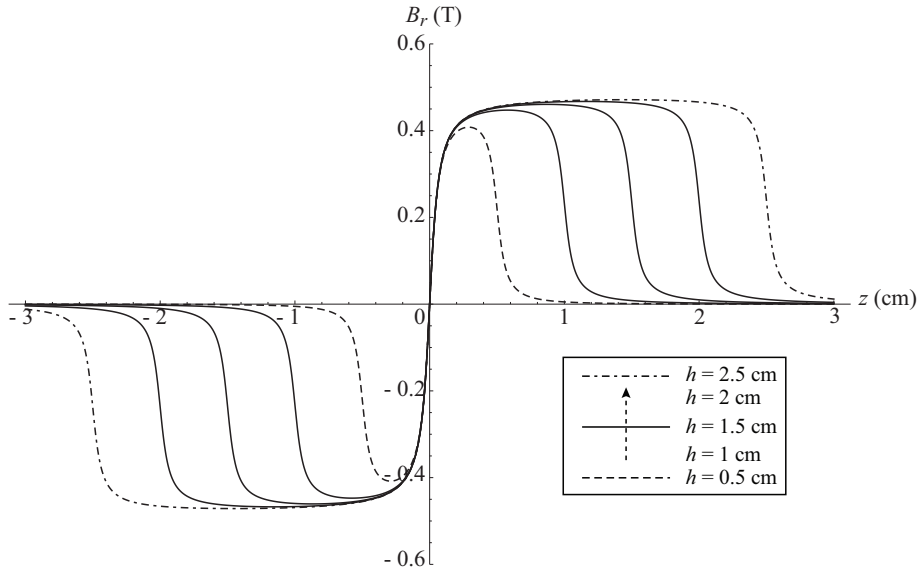 B_r (T)
0.6
0.4
0.2
-3 -2 -1 0 1 2 3 z (cm)
-0.2
-0.4
-0.6
h = 2.5 cm
h = 2 cm
h = 1.5 cm
h = 1 cm
h = 0.5 cm